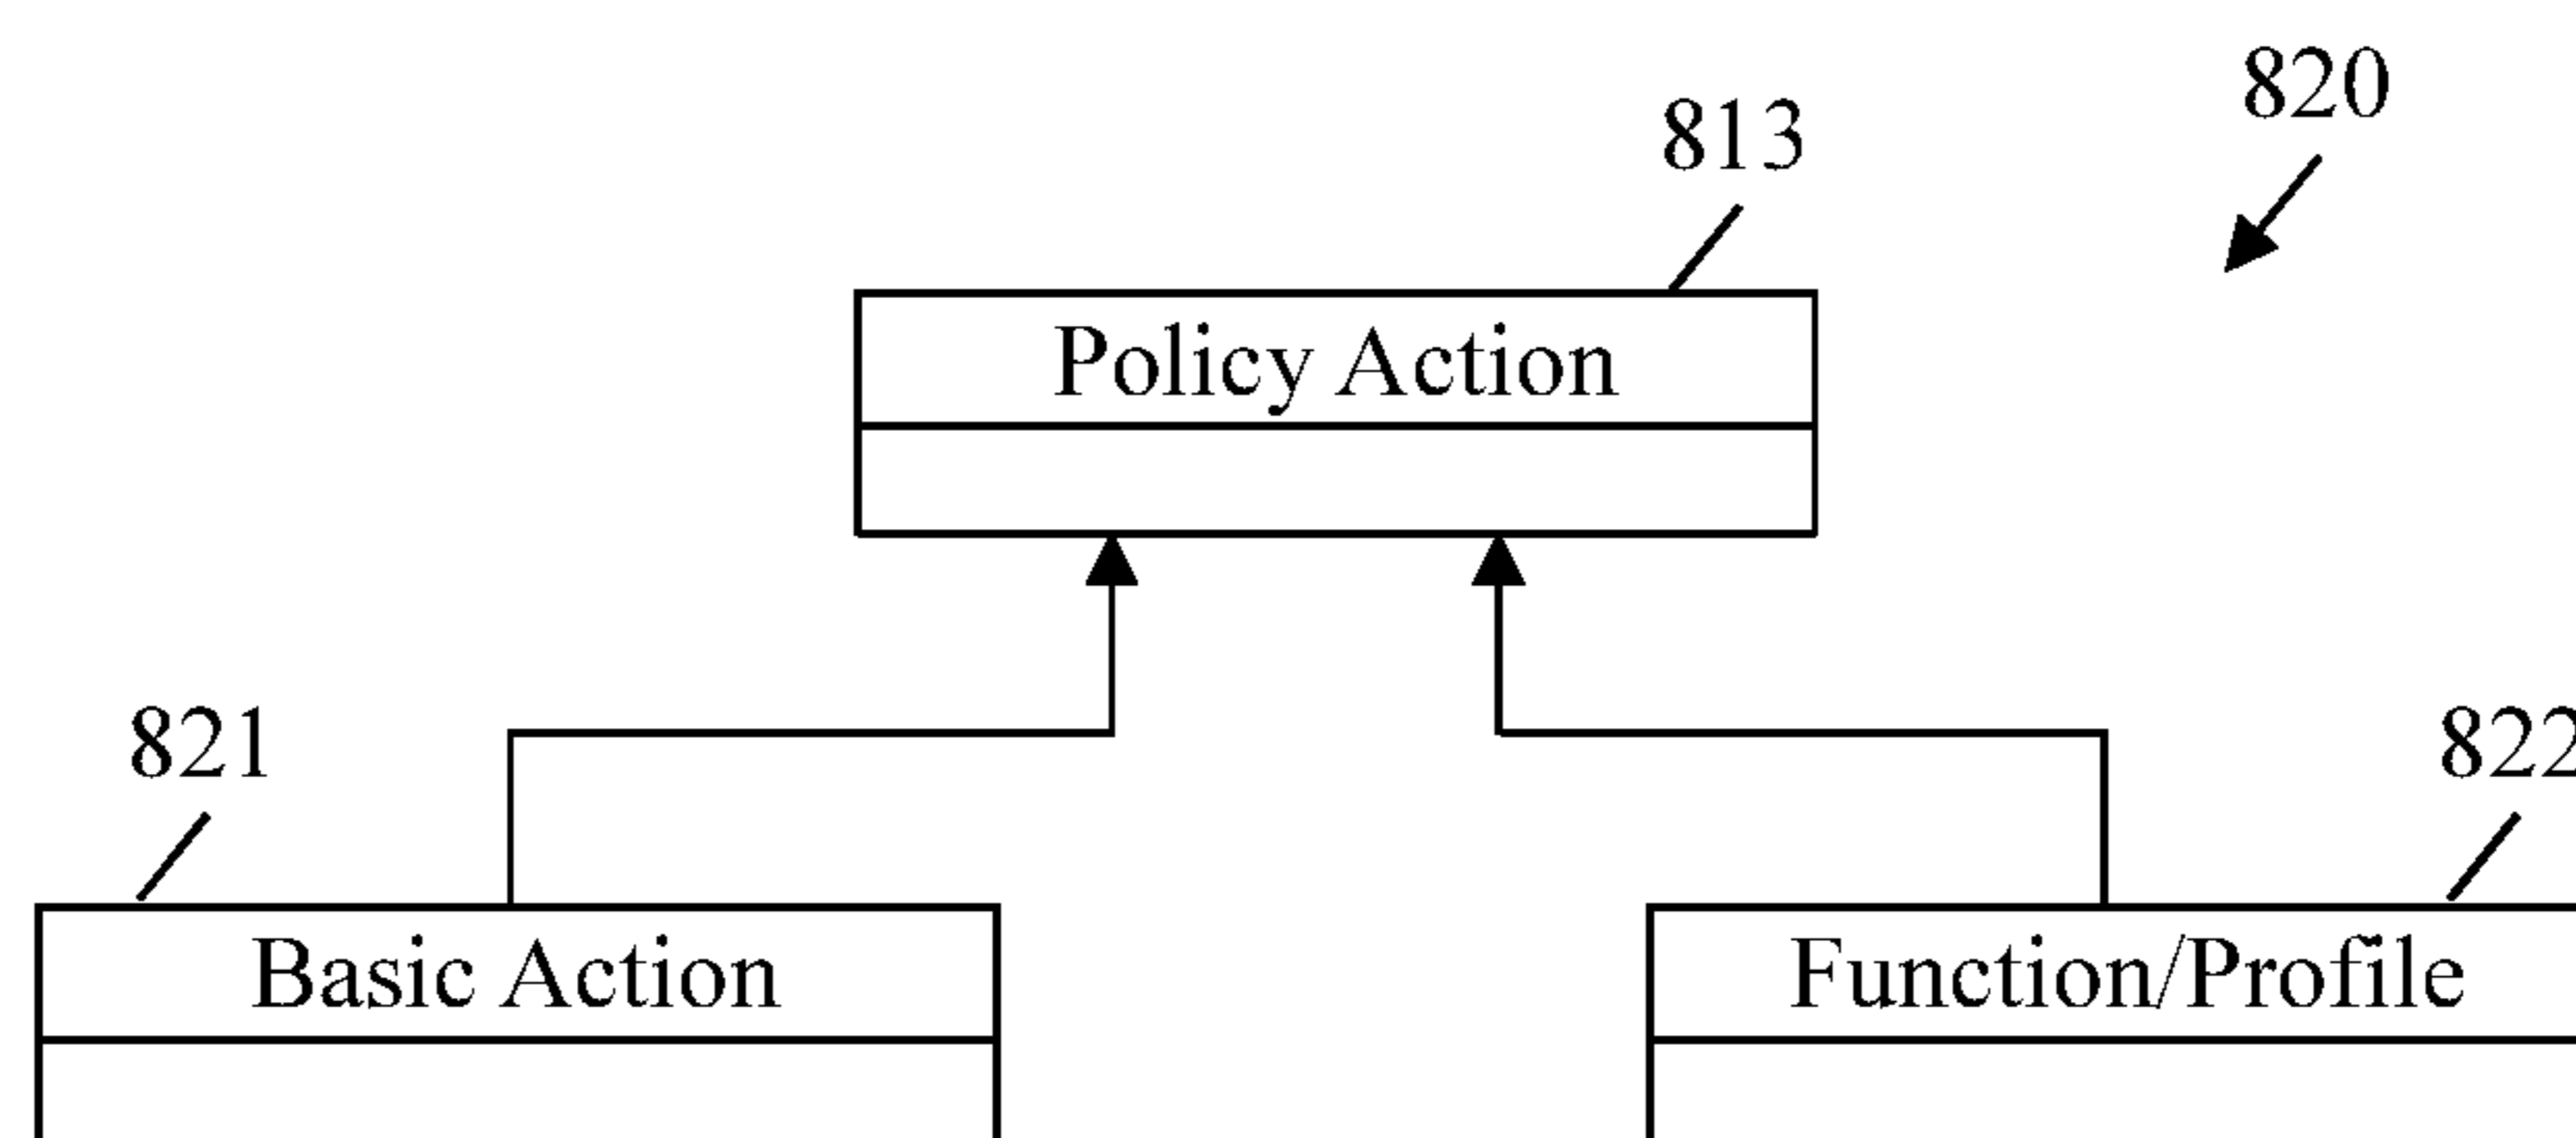 820
813
Policy Action
821
822
Basic Action
Function/Profile